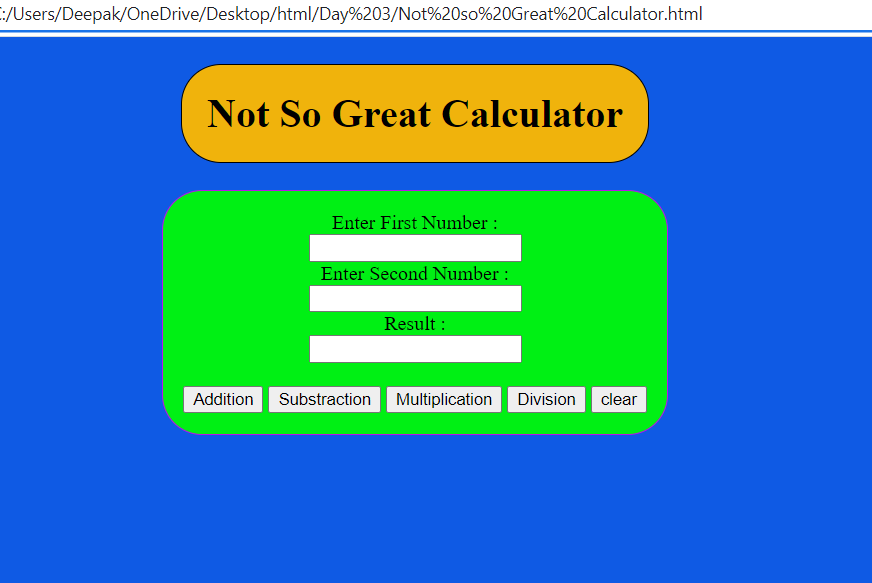 :/Users/Deepak/OneDrive/Desktop/html/Day%203/Not%20so%20Great%20Calculator.html
Not So Great Calculator
Enter First Number :
Enter Second Number :
Result :
Addition Substraction Multiplication Division clear